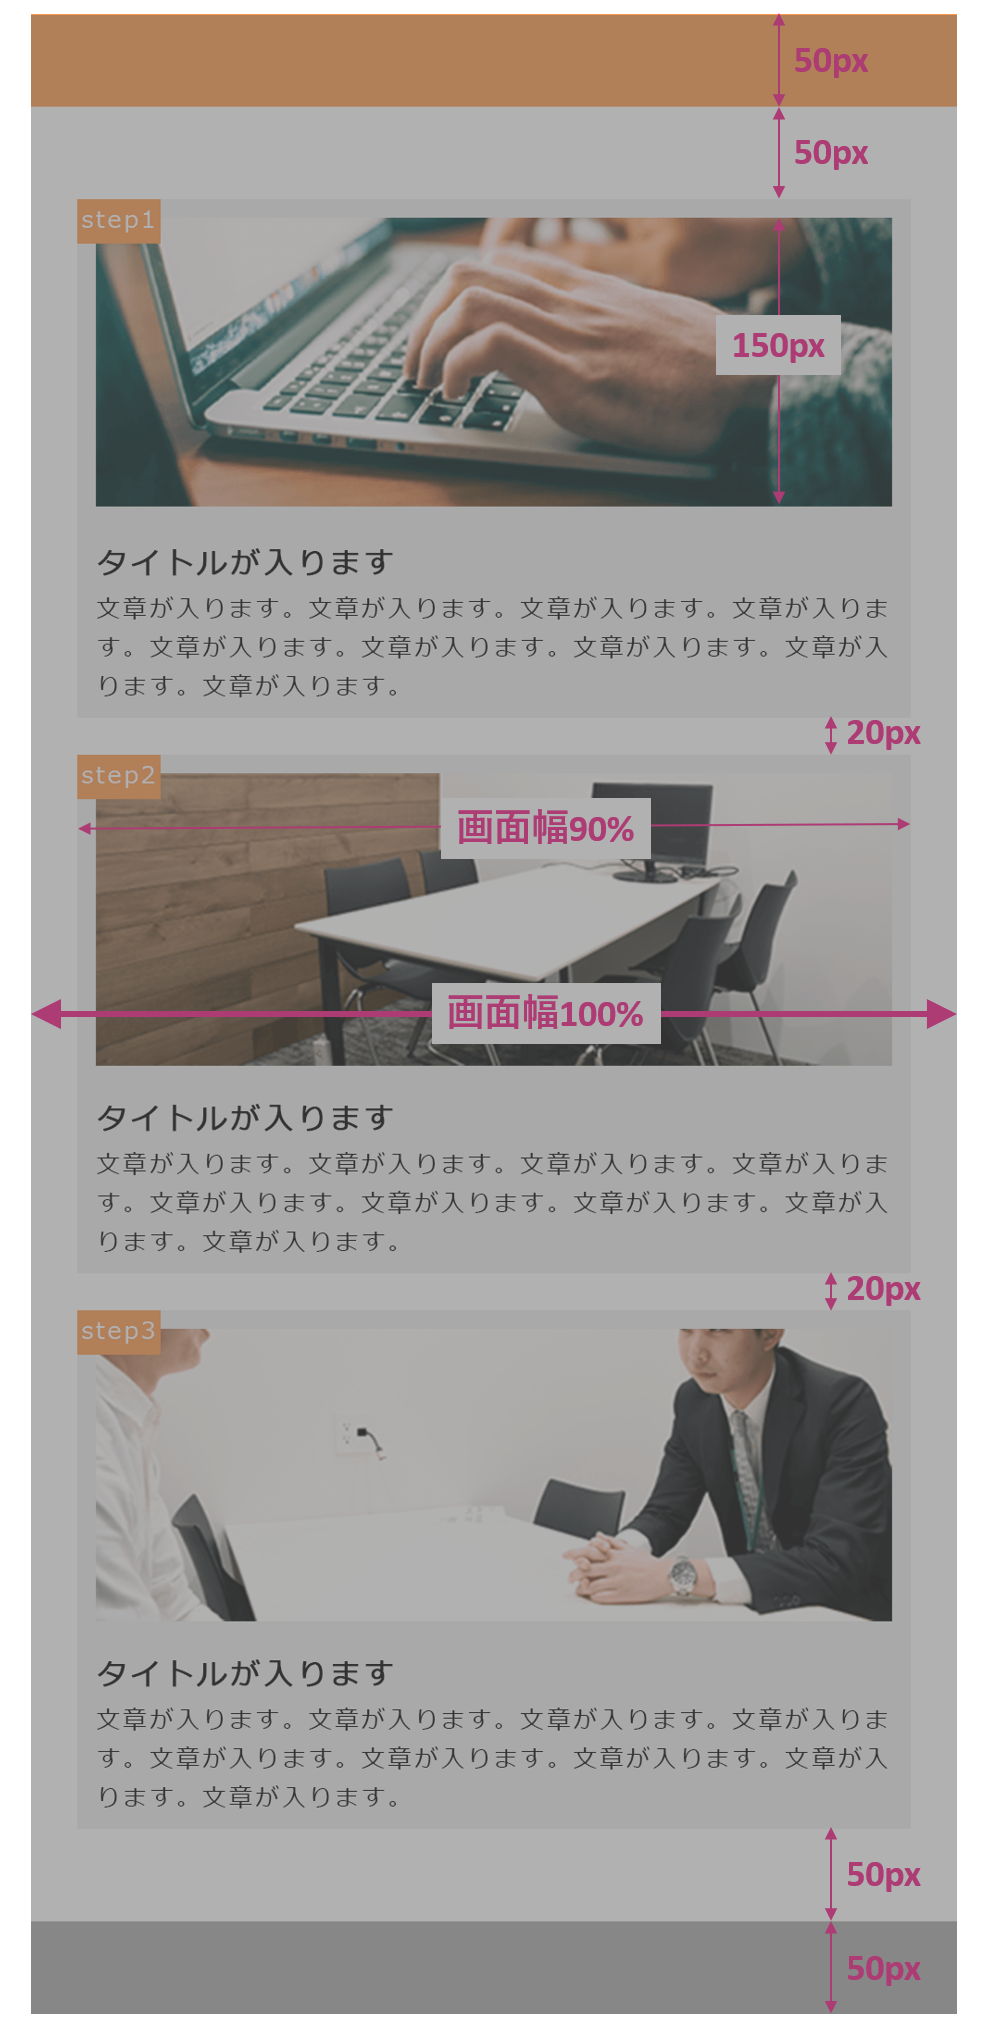 50px
50px
step1
150px
タイトルが入ります
文章が入ります。文章が入ります。文章が入ります。文章が入りま
す。文章が入ります。文章が入ります。文章が入ります。文章が入
ります。文章が入ります。
20px
step2
画面幅90%
画面幅100%
タイトルが入ります
文章が入ります。文章が入ります。文章が入ります。文章が入りま
す。文章が入ります。文章が入ります。文章が入ります。文章が入
ります。文章が入ります。
20px
step3
タイトルが入ります
文章が入ります。文章が入ります。文章が入ります。文章が入りま
す。文章が入ります。文章が入ります。文章が入ります。文章が入
ります。文章が入ります。
50px
50px